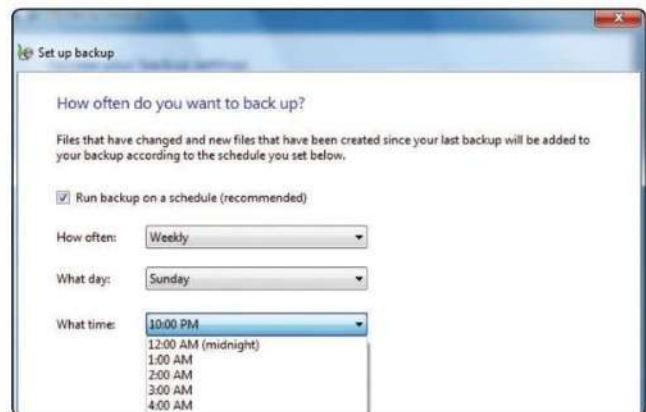 Set up backup
How often do you want to back up?
Files that have changed and new files that have been created since your last backup will be added to
your backup according to the schedule you set below.
Run backup on a schedule (recommended)
How often: Weekly
What day: Sunday
What time: 10:00 PM
12:00 AM (midnight)
1:00 AM
2:00 AM
3:00 AM
4:00 AM